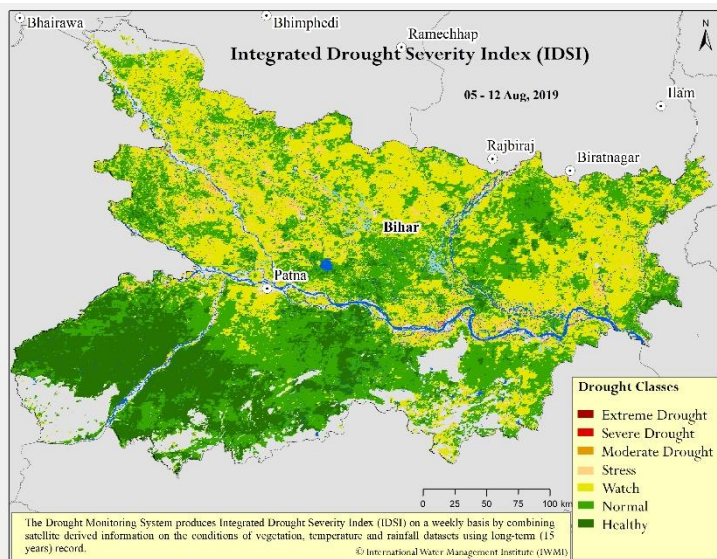 Bhairawa
Bhimphedi
Ramechhap
N
Integrated Drought Severity Index (IDSI)
05 - 12 Aug, 2019
Ilam
Rajbiraj
Biratnagar
Bihar
Patna
Drought Classes
Extreme Drought
Severe Drought
Moderate Drought
Stress
Watch
Normal
Healthy
0 25 50 100 km
The Drought Monitoring System produces Integrated Drought Severity Index (IDSI) on a weekly basis by combining
satellite derived information on the conditions of vegetation, temperature and rainfall datasets using long-term (15
years) record.
© International Water Management Institute (IWMI)